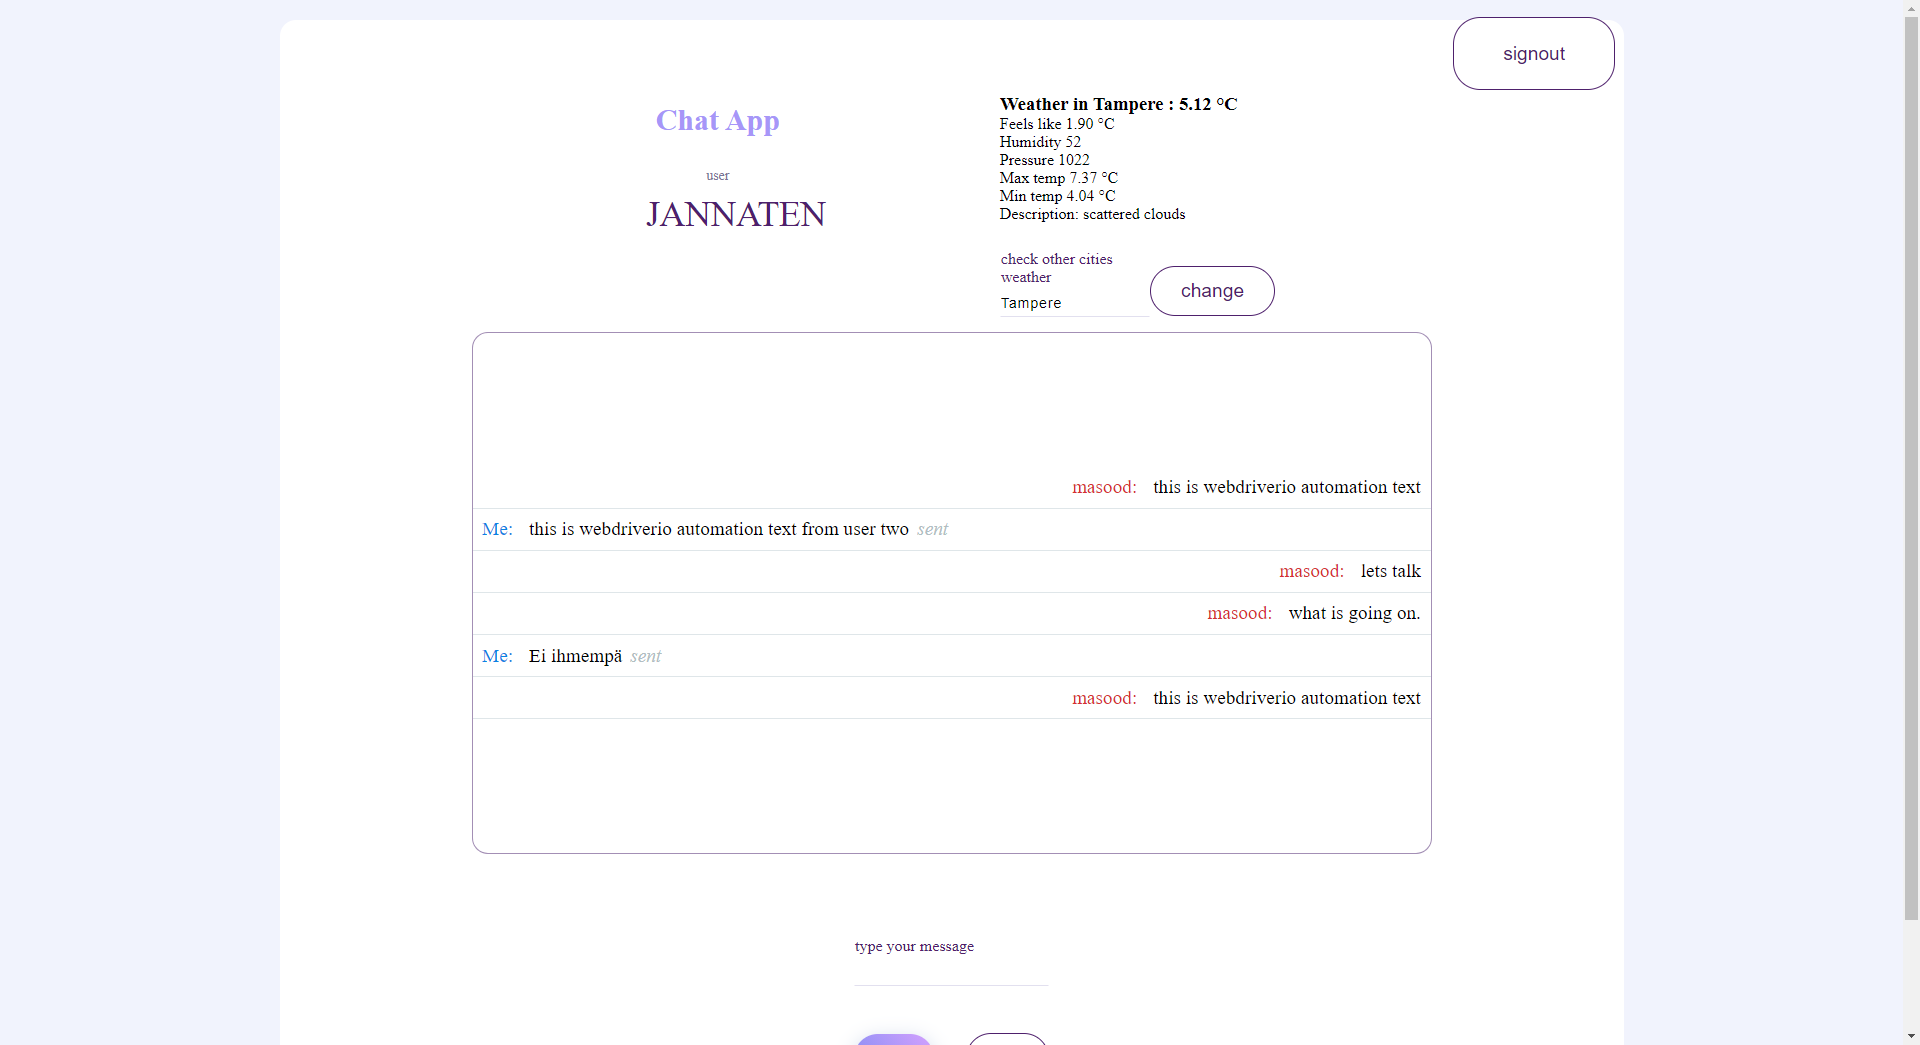 signout
Chat App
user
JANNATEN
Weather in Tampere : 5.12 °C
Feels like 1.90 °C
Humidity 52
Pressure 1022
Max temp 7.37 °C
Min temp 4.04 °C
Description: scattered clouds
check other cities
weather
Tampere
change
masood: this is webdriverio automation text
Me: this is webdriverio automation text from user two sent
masood: lets talk
masood: what is going on.
Me: Ei ihmempä sent
masood: this is webdriverio automation text
type your message